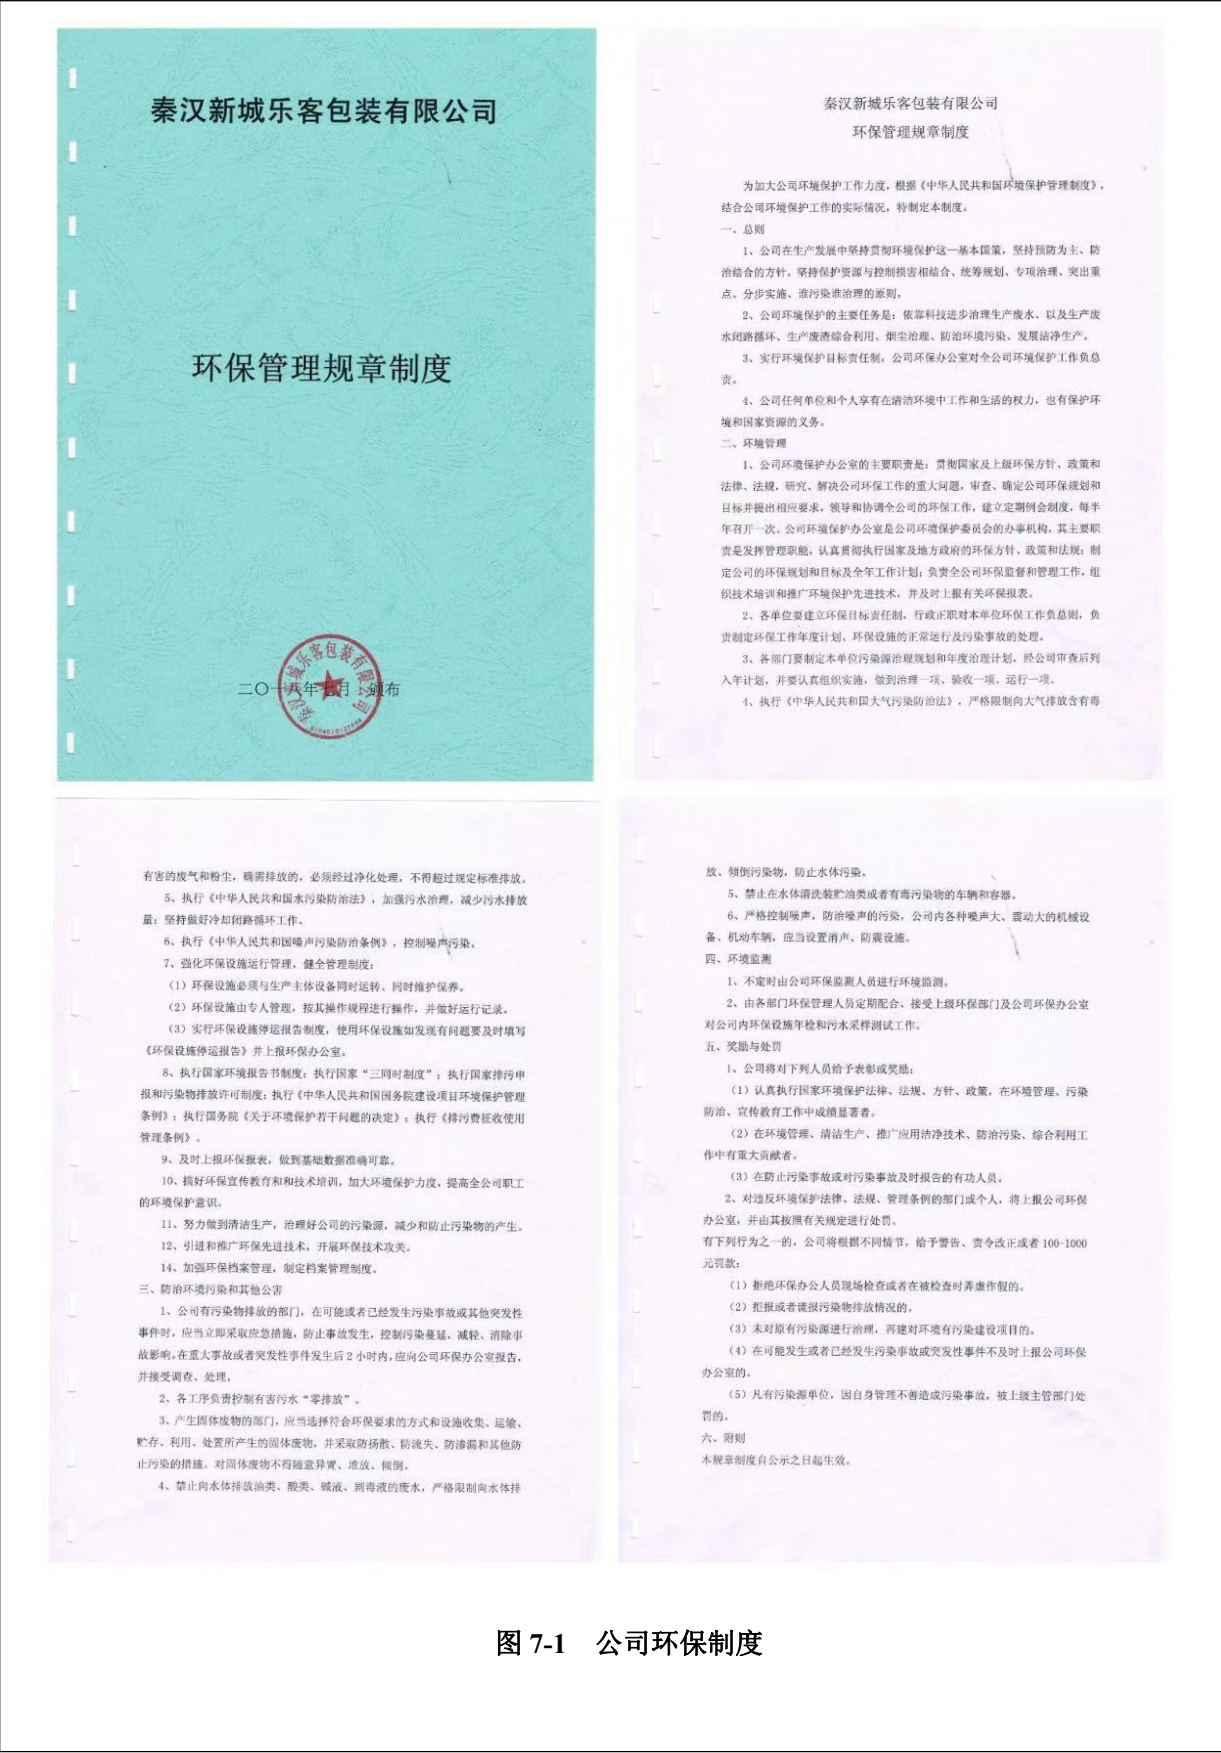 秦汉新城乐客包装有限公司
环保管理规章制度
二〇一八年七月 颁布
秦汉新城乐客包装有限公司
秦汉新城乐客包装有限公司
环保管理规章制度
为加大公司环境保护工作力度，根据《中华人民共和国环境保护管理制度》，
结合公司环境保护工作的实际情况，特制定本制度。
一、总则
1、公司在生产发展中坚持贯彻环境保护这一基本国策，坚持预防为主、防
治结合的方针，坚持保护资源与控制损害相结合、统筹规划、专项治理、突出重
点、分步实施、谁污染谁治理的原则。
2、公司环境保护的主要任务是：依靠科技进步治理生产废水、以及生产废
水闭路循环、生产废渣综合利用、烟尘治理、防治环境污染、发展洁净生产。
3、实行环境保护目标责任制，公司环保办公室对全公司环境保护工作负总
责。
4、公司任何单位和个人享有在清洁环境中工作和生活的权力，也有保护环
境和国家资源的义务。
二、环境管理
1、公司环境保护办公室的主要职责是：贯彻国家及上级环保方针、政策和
法律、法规，研究、解决公司环保工作的重大问题，审查、确定公司环保规划和
目标并提出相应要求，领导和协调全公司的环保工作，建立定期例会制度，每半
年召开一次。公司环境保护办公室是公司环境保护委员会的办事机构，其主要职
责是发挥管理职能，认真贯彻执行国家及地方政府的环保方针、政策和法规；制
定公司的环保规划和目标及全年工作计划；负责全公司环保监督和管理工作，组
织技术培训和推广环境保护先进技术，并及时上报有关环保报表。
2、各单位要建立环保目标责任制，行政正职对本单位环保工作负总则，负
责制定环保工作年度计划、环保设施的正常运行及污染事故的处理。
3、各部门要制定本单位污染源治理规划和年度治理计划，经公司审查后列
入年计划，并要认真组织实施，做到治理一项、验收一项、运行一项。
4、执行《中华人民共和国大气污染防治法》，严格限制向大气排放含有毒
有害的废气和粉尘，确需排放的，必须经过净化处理，不得超过规定标准排放。
5、执行《中华人民共和国水污染防治法》，加强污水治理，减少污水排放
量；坚持做好冷却闭路循环工作。
6、执行《中华人民共和国噪声污染防治条例》，控制噪声污染。
7、强化环保设施运行管理，健全管理制度：
（1）环保设施必须与生产主体设备同时运转、同时维护保养。
（2）环保设施由专人管理，按其操作规程进行操作，并做好运行记录。
（3）实行环保设施停运报告制度，使用环保设施如发现有问题要及时填写
《环保设施停运报告》并上报环保办公室。
8、执行国家环境报告书制度；执行国家“三同时制度”；执行国家排污申
报和污染物排放许可制度；执行《中华人民共和国国务院建设项目环境保护管理
条例》；执行国务院《关于环境保护若干问题的决定》；执行《排污费征收使用
管理条例》。
9、及时上报环保报表，做到基础数据准确可靠。
10、搞好环保宣传教育和和技术培训，加大环境保护力度，提高全公司职工
的环境保护意识。
11、努力做到清洁生产，治理好公司的污染源，减少和防止污染物的产生。
12、引进和推广环保先进技术，开展环保技术攻关。
14、加强环保档案管理，制定档案管理制度。
三、防治环境污染和其他公害
1、公司有污染物排放的部门，在可能或者已经发生污染事故或其他突发性
事件时，应当立即采取应急措施，防止事故发生，控制污染蔓延，减轻、消除事
故影响。在重大事故或者突发性事件发生后2小时内，应向公司环保办公室报告，
并接受调查、处理。
2、各工序负责控制有害污水“零排放”。
3、产生固体废物的部门，应当选择符合环保要求的方式和设施收集、运输、
贮存、利用、处置所产生的固体废物，并采取防扬散、防流失、防渗漏和其他防
止污染的措施。对固体废物不得随意异置、堆放、倾倒。
4、禁止向水体排放油类、酸类、碱液、剧毒液的废水，严格限制向水体排
放、倾倒污染物，防止水体污染。
5、禁止在水体清洗装贮油类或者有毒污染物的车辆和容器。
6、严格控制噪声，防治噪声的污染，公司内各种噪声大、震动大的机械设
备、机动车辆，应当设置消声、防震设施。
四、环境监测
1、不定时由公司环保监测人员进行环境监测。
2、由各部门环保管理人员定期配合、接受上级环保部门及公司环保办公室
对公司内环保设施年检和污水采样测试工作。
五、奖励与处罚
1、公司将对下列人员给予表彰或奖励：
（1）认真执行国家环境保护法律、法规、方针、政策，在环境管理、污染
防治、宣传教育工作中成绩显著者。
（2）在环境管理、清洁生产、推广应用洁净技术、防治污染、综合利用工
作中有重大贡献者。
（3）在防止污染事故或对污染事故及时报告的有功人员。
2、对违反环境保护法律、法规、管理条例的部门或个人，将上报公司环保
办公室，并由其按照有关规定进行处罚。
有下列行为之一的，公司将根据不同情节，给予警告、责令改正或者100-1000
元罚款：
（1）拒绝环保办公人员现场检查或者在被检查时弄虚作假的。
（2）拒报或者谎报污染物排放情况的。
（3）未对原有污染源进行治理，再建对环境有污染建设项目的。
（4）在可能发生或者已经发生污染事故或突发性事件不及时上报公司环保
办公室的。
（5）凡有污染源单位，因自身管理不善造成污染事故，被上级主管部门处
罚的。
六、附则
本规章制度自公示之日起生效。
图 7-1 公司环保制度